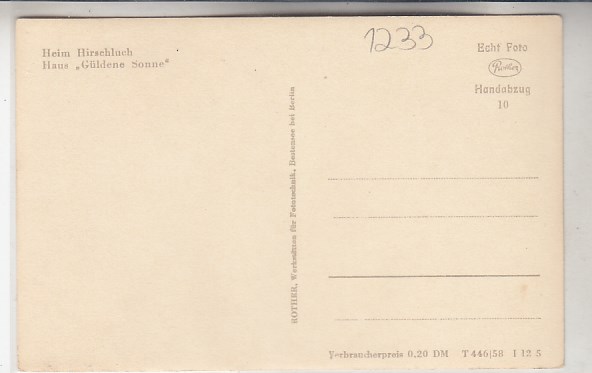 Heim Hirschluch
Haus „Güldene Sonne“
1233
Echt Foto
Rother
Handabzug
10
ROTHER, Werkstätten für Fototechnik, Bestensee bei Berlin
Verbraucherpreis 0,20 DM T 446|58 I 12 5